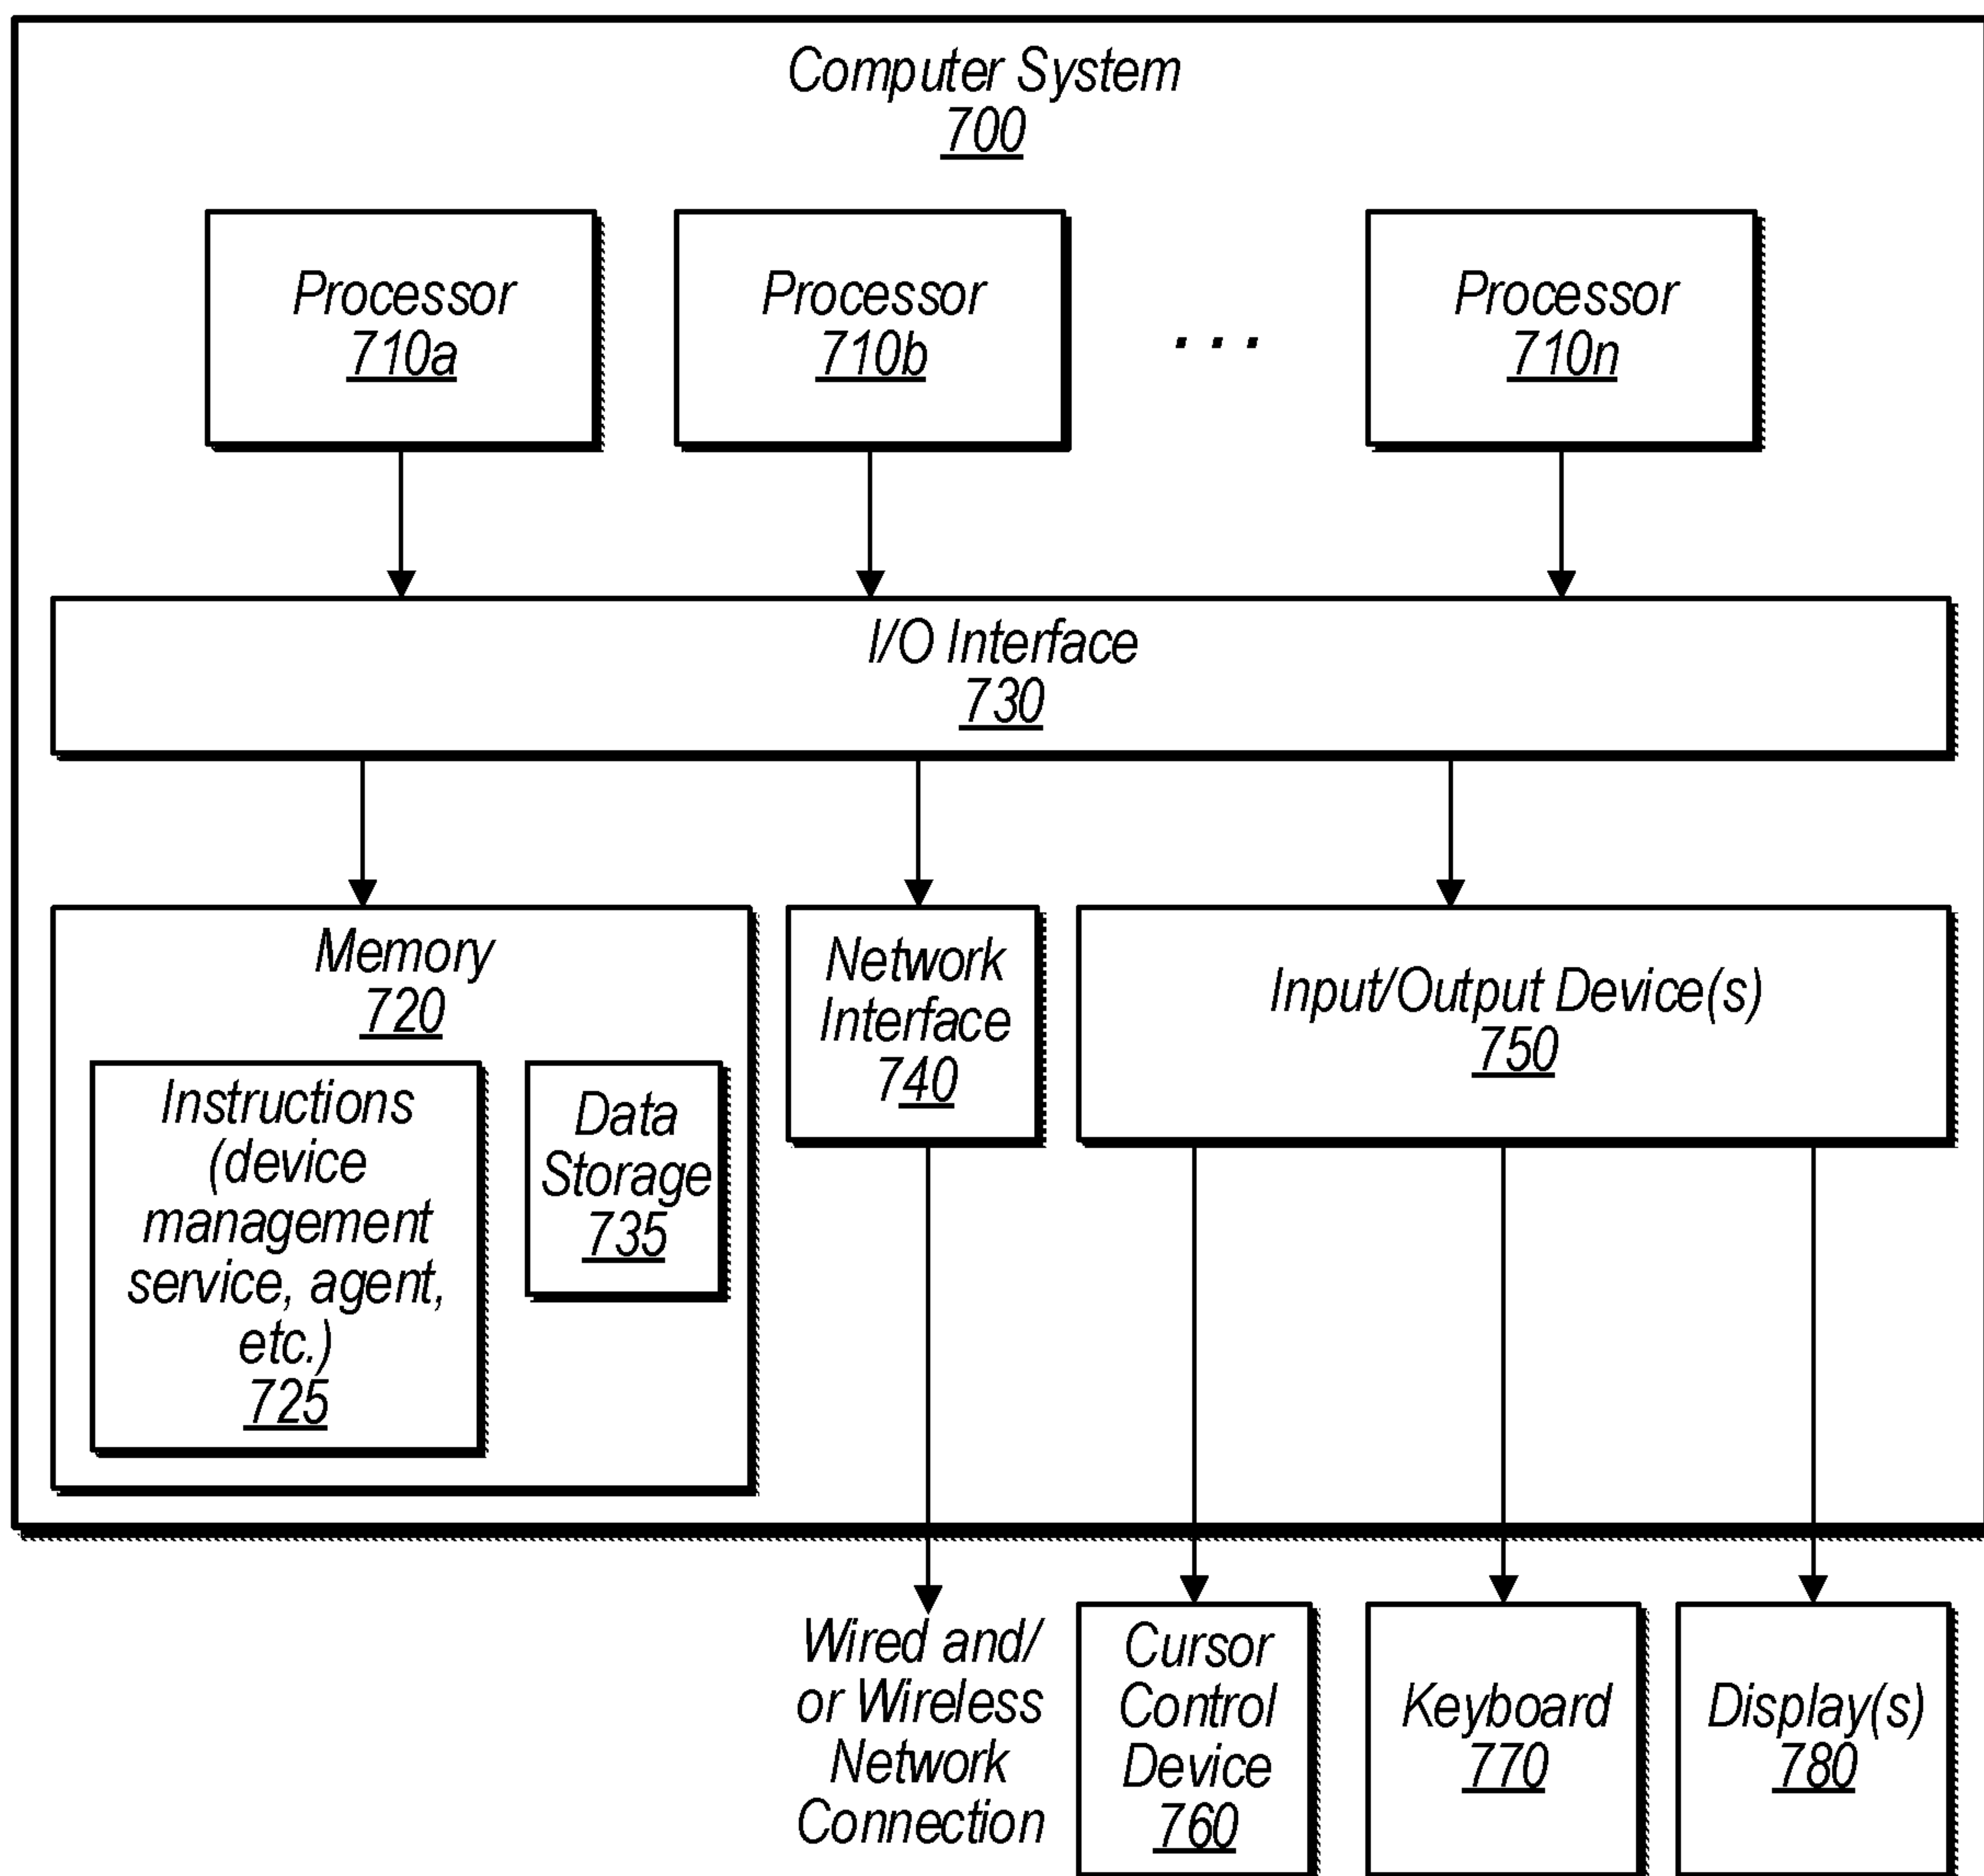 Computer System
700
Processor
710a
Processor
710b
. . .
Processor
710n
I/O Interface
730
Memory
720
Instructions
(device
management
service, agent,
etc.)
725
Data
Storage
735
Network
Interface
740
Input/Output Device(s)
750
Wired and/
or Wireless
Network
Connection
Cursor
Control
Device
760
Keyboard
770
Display(s)
780